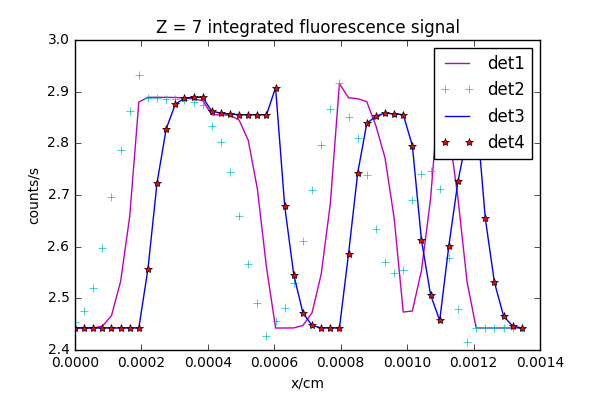 Z = 7 integrated fluorescence signal
3.0
2.9
2.8
2.7
2.6
2.5
2.4
counts/s
det1
det2
det3
det4
0.0000 0.0002 0.0004 0.0006 0.0008 0.0010 0.0012 0.0014
x/cm